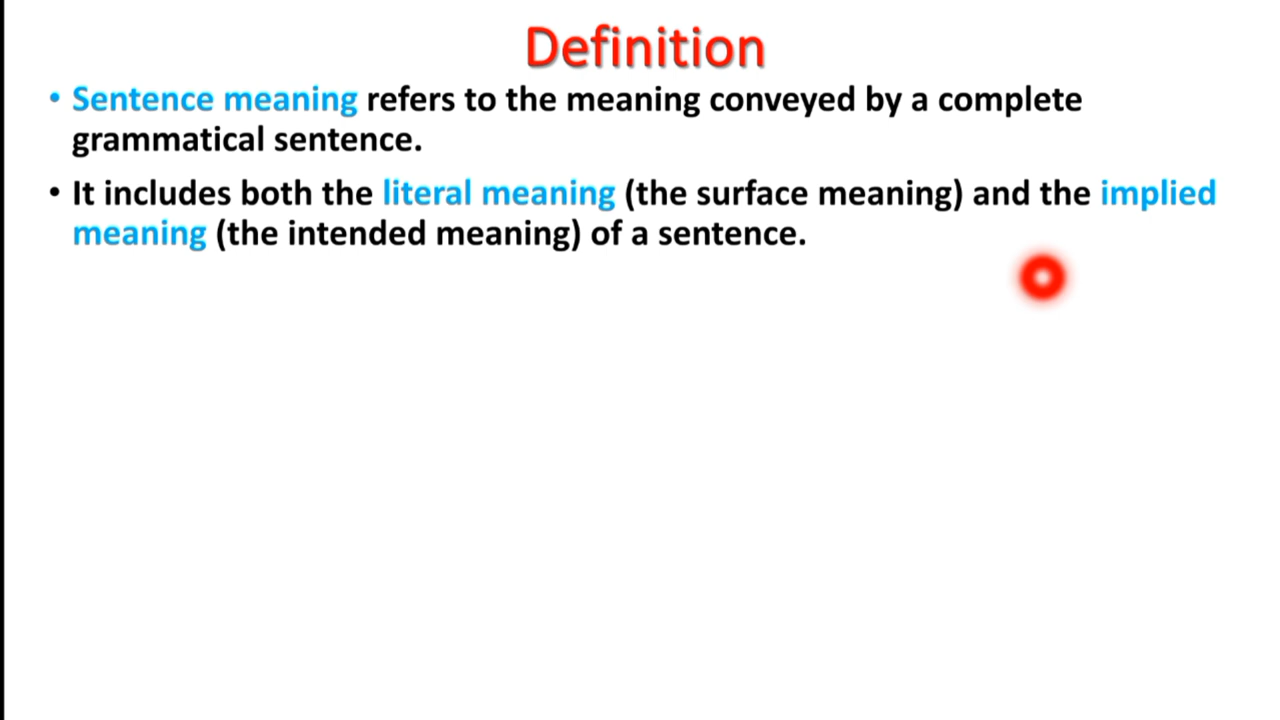 Definition
• Sentence meaning refers to the meaning conveyed by a complete
grammatical sentence.
• It includes both the literal meaning (the surface meaning) and the implied
meaning (the intended meaning) of a sentence.